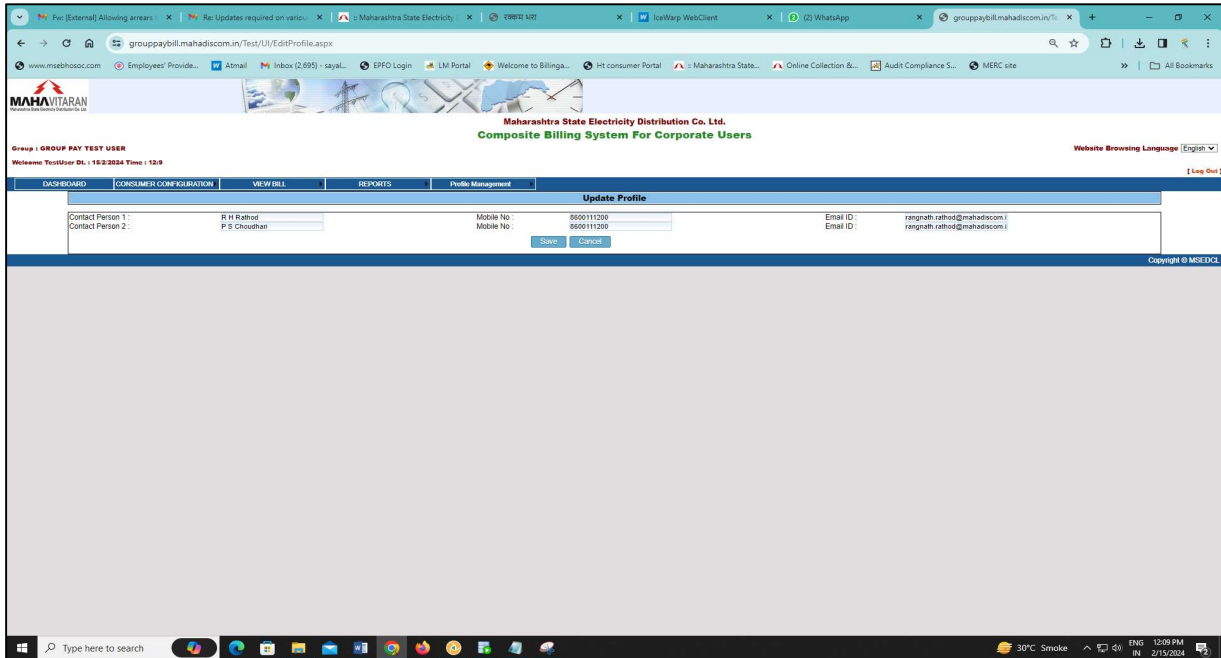 Fw: [External] Allowing arrears
Re: Updates required on variou
:: Maharashtra State Electricity
रक्कम भरा
IceWarp WebClient
(2) WhatsApp
grouppaybill.mahadiscom.in/Te
grouppaybill.mahadiscom.in/Test/UI/EditProfile.aspx
www.msebhosoc.com
Employees' Provide...
Atmail
Inbox (2,695) - sayal...
EPFO Login
LM Portal
Welcome to Billinga...
Ht consumer Portal
:: Maharashtra State...
Online Collection &...
Audit Compliance S...
MERC site
All Bookmarks
MAHAVITARAN
Maharashtra State Electricity Distribution Co. Ltd.
Maharashtra State Electricity Distribution Co. Ltd.
Composite Billing System For Corporate Users
Group : GROUP PAY TEST USER
Website Browsing Language English
Welcome TestUser Dt. : 15/2/2024 Time : 12:9
[ Log Out ]
DASHBOARD CONSUMER CONFIGURATION VIEW BILL REPORTS Profile Management
Update Profile
Contact Person 1 : R H Rathod Mobile No : 8600111200 Email ID : rangnath.rathod@mahadiscom.i
Contact Person 2 : P S Choudhari Mobile No : 8600111200 Email ID : rangnath.rathod@mahadiscom.i
Save Cancel
Copyright © MSEDCL
Type here to search
30°C Smoke
ENG
IN
12:09 PM
2/15/2024